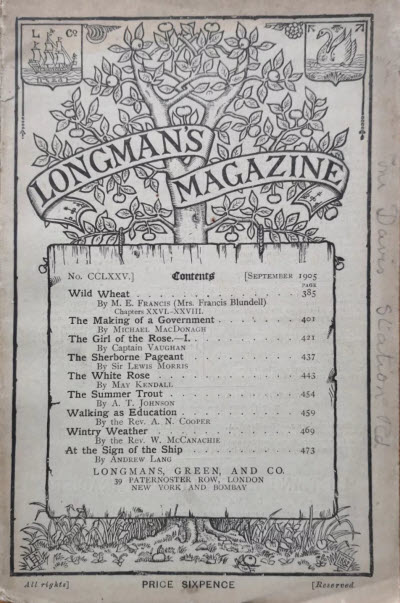 L Co
LONGMAN'S
MAGAZINE
No. CCLXXV.] Contents [September 1905
PAGE
Wild Wheat . . . . . . . . . . . . 385
By M. E. Francis (Mrs. Francis Blundell)
Chapters XXVI.-XXVIII.
The Making of a Government . . . . . . 401
By Michael MacDonagh
The Girl of the Rose.—I. . . . . . . . 421
By Captain Vaughan
The Sherborne Pageant . . . . . . . 437
By Sir Lewis Morris
The White Rose . . . . . . . . . . 443
By May Kendall
The Summer Trout . . . . . . . . . 454
By A. T. Johnson
Walking as Education . . . . . . . . 459
By the Rev. A. N. Cooper
Wintry Weather . . . . . . . . . . 469
By the Rev. W. McConachie
At the Sign of the Ship . . . . . . . 473
By Andrew Lang
LONGMANS, GREEN, AND CO.
39 PATERNOSTER ROW, LONDON
NEW YORK AND BOMBAY
All rights] PRICE SIXPENCE [Reserved
Davis Station Rd